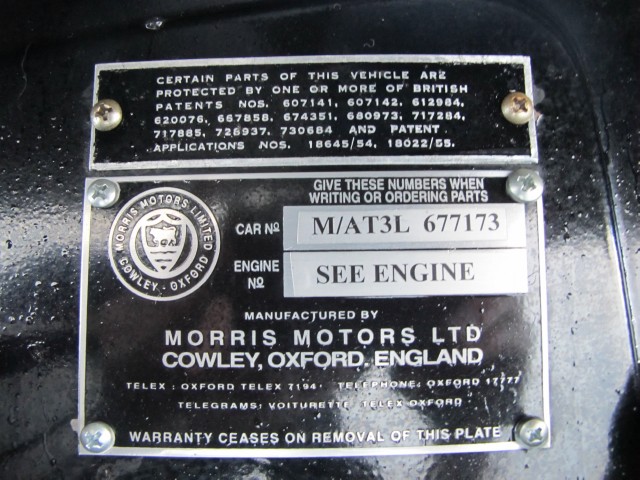 CERTAIN PARTS OF THIS VEHICLE ARE
PROTECTED BY ONE OR MORE OF BRITISH
PATENTS NOS. 607141, 607142, 612984,
620076, 667858, 674351, 680973, 717284,
717885, 728937, 730684 AND PATENT
APPLICATIONS NOS. 18645/54, 18022/55.
GIVE THESE NUMBERS WHEN
WRITING OR ORDERING PARTS
MORRIS MOTORS LIMITED
COWLEY - OXFORD
CAR Nº M/AT3L 677173
ENGINE Nº SEE ENGINE
MANUFACTURED BY
MORRIS MOTORS LTD
COWLEY, OXFORD, ENGLAND
TELEX : OXFORD TELEX 7194 TELEPHONE: OXFORD 17777
TELEGRAMS: VOITURETTE TELEX OXFORD
WARRANTY CEASES ON REMOVAL OF THIS PLATE